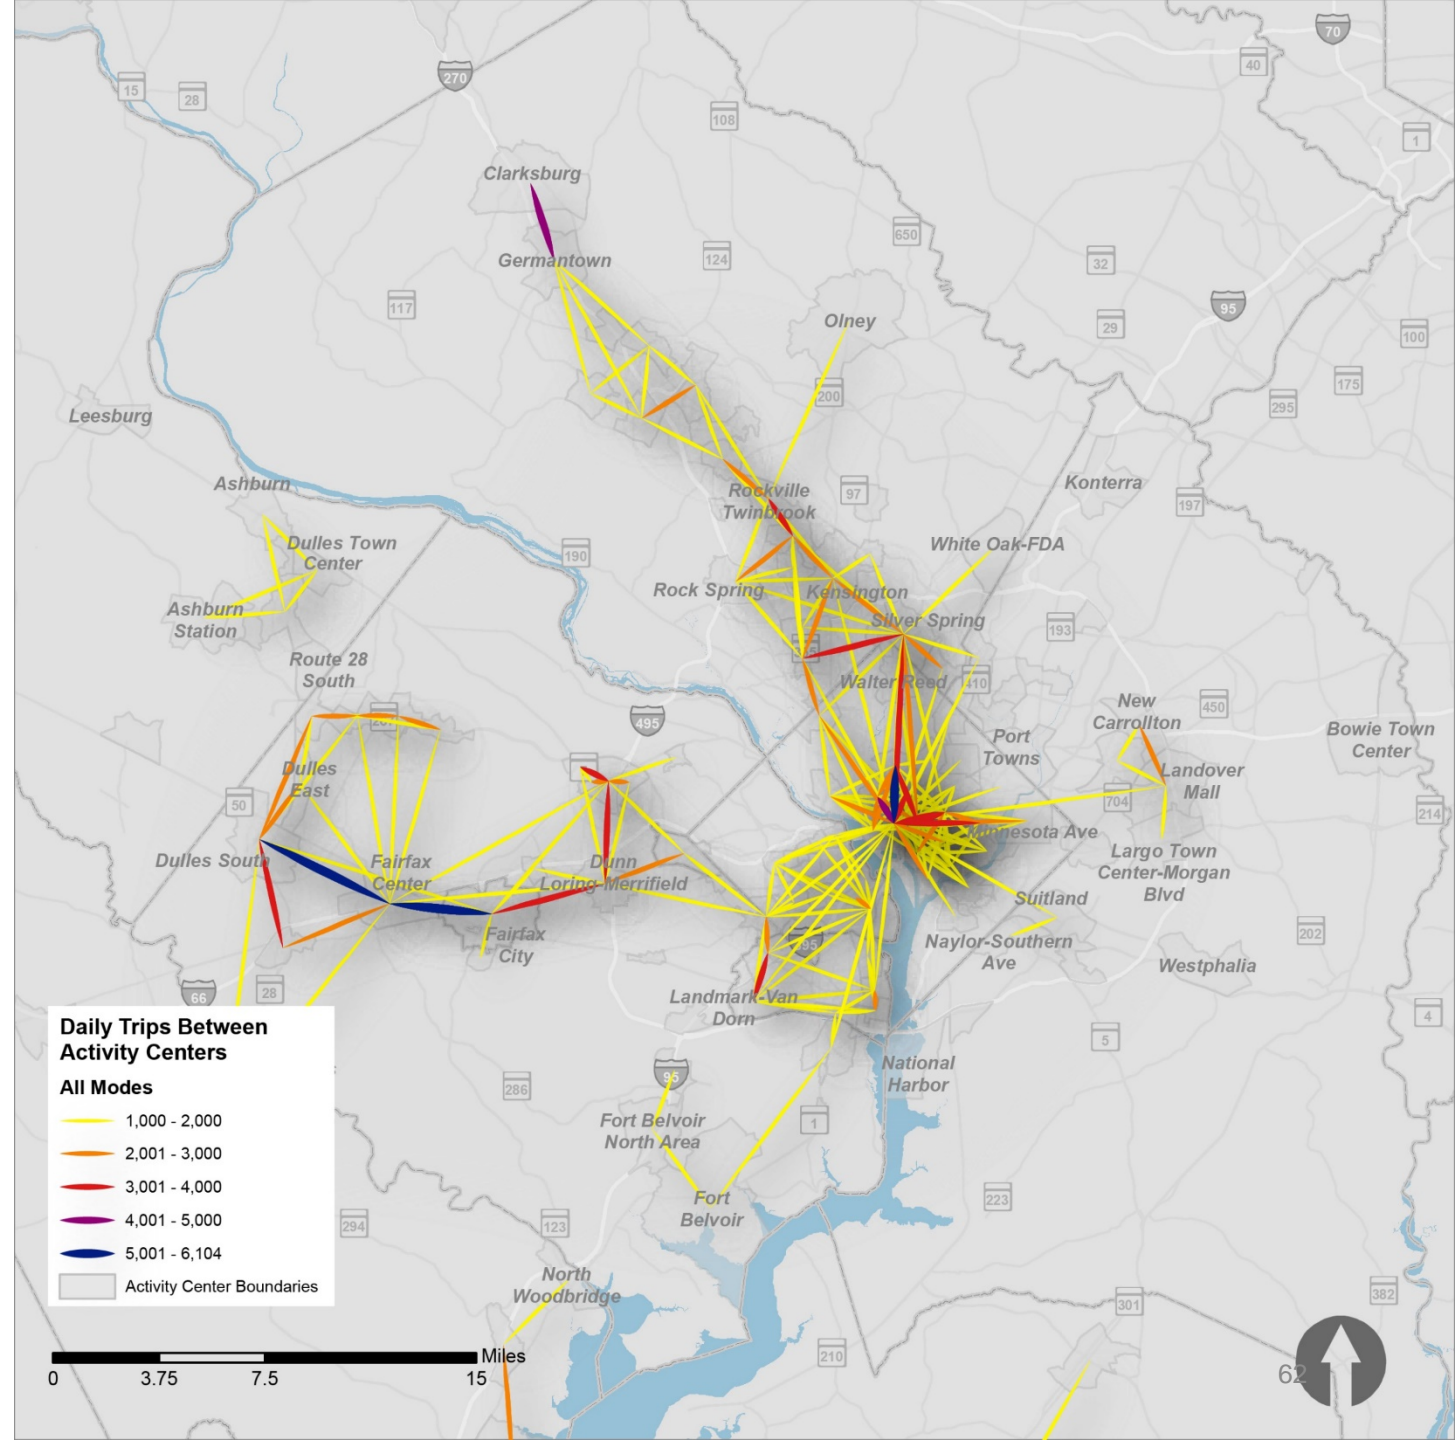 70
40
270
15
28
108
1
Clarksburg
650
Germantown
124
32
117
95
Olney
29
100
175
200
295
Leesburg
Ashburn
Rockville
Twinbrook
97
Konterra
197
Dulles Town
Center
190
White Oak-FDA
Rock Spring
Kensington
Ashburn
Station
Silver Spring
193
Route 28
South
Walter Reed
410
New
Carrollton
450
495
Port
Towns
Bowie Town
Center
Dulles
East
Landover
Mall
50
704
214
Minnesota Ave
Dulles South
Fairfax
Center
Dunn
Loring-Merrifield
Largo Town
Center-Morgan
Blvd
Suitland
Fairfax
City
Naylor-Southern
Ave
202
Westphalia
66
28
Landmark-Van
Dorn
4
5
National
Harbor
95
286
Fort Belvoir
North Area
1
Fort
Belvoir
223
294
123
North
Woodbridge
382
301
210
62
Daily Trips Between
Activity Centers
All Modes
1,000 - 2,000
2,001 - 3,000
3,001 - 4,000
4,001 - 5,000
5,001 - 6,104
Activity Center Boundaries
Miles
0 3.75 7.5 15